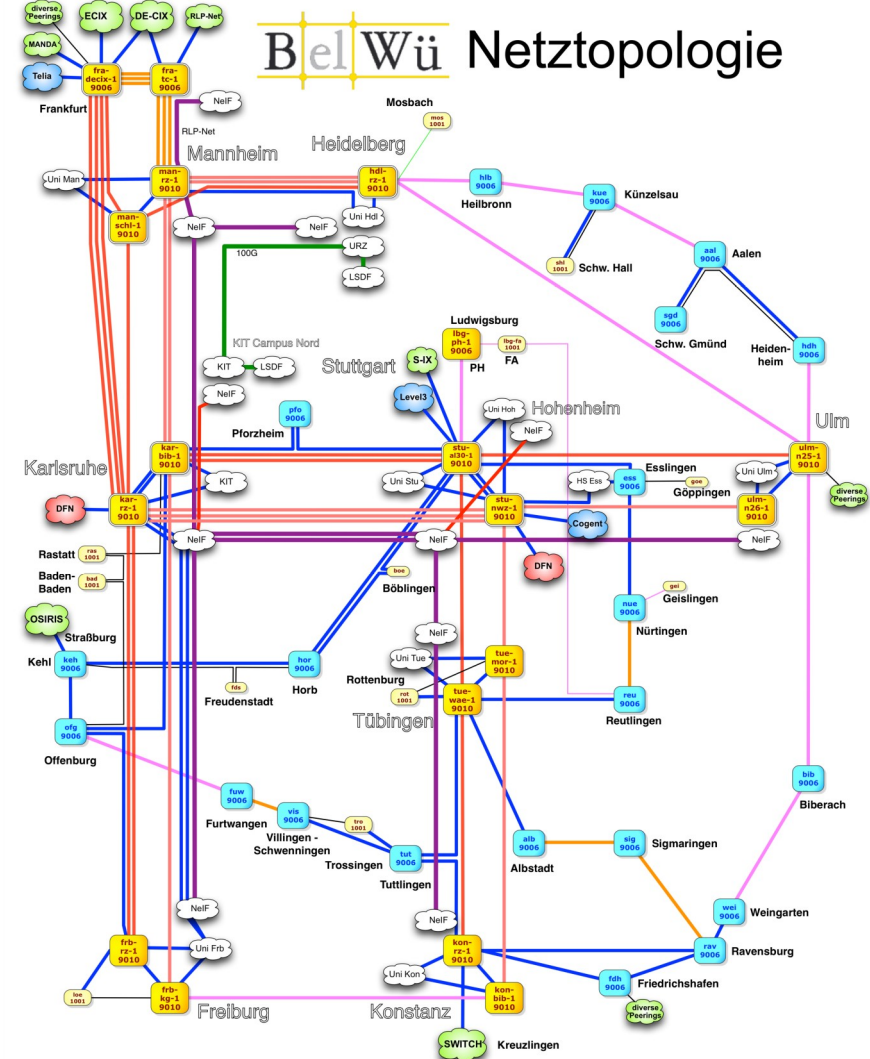 BelWü Netztopologie
diverse
Peerings
ECIX
DE-CIX
RLP-Net
MANDA
Telia
fra-
decix-1
9006
fra-
tc-1
9006
Frankfurt
NeIF
RLP-Net
Mosbach
mos
1001
Mannheim
Heidelberg
Uni Man
man-
rz-1
9010
hdl-
rz-1
9010
hlb
9006
Heilbronn
kue
9006
Künzelsau
man-
schl-1
9010
NeIF
NeIF
Uni Hdl
100G
URZ
LSDF
shl
1001
Schw. Hall
aal
9006
Aalen
sgd
9006
Schw. Gmünd
Heiden-
heim
hdh
9006
Ludwigsburg
lbg-
ph-1
9006
PH
lbg-fa
1001
FA
KIT Campus Nord
KIT
LSDF
Stuttgart
S-IX
Level3
NeIF
pfo
9006
Pforzheim
Uni Hoh
Hohenheim
NeIF
Ulm
Karlsruhe
kar-
bib-1
9010
stu-
al30-1
9010
ulm-
n25-1
9010
KIT
Uni Stu
HS Ess
ess
9006
Esslingen
goe
Göppingen
Uni Ulm
diverse
Peerings
DFN
kar-
rz-1
9010
stu-
nwz-1
9010
ulm-
n26-1
9010
Cogent
NeIF
NeIF
NeIF
DFN
Rastatt
ras
1001
Baden-
Baden
bad
1001
boe
Böblingen
gei
Geislingen
nue
9006
Nürtingen
OSIRIS
Straßburg
Kehl
keh
9006
fds
Freudenstadt
hor
9006
Horb
NeIF
Uni Tue
tue-
mor-1
9010
Rottenburg
rot
1001
tue-
wae-1
9010
Tübingen
reu
9006
Reutlingen
ofg
9006
Offenburg
fuw
9006
Furtwangen
vis
9006
Villingen -
Schwenningen
tro
1001
Trossingen
tut
9006
Tuttlingen
alb
9006
Albstadt
sig
9006
Sigmaringen
bib
9006
Biberach
NeIF
NeIF
wei
9006
Weingarten
frb-
rz-1
9010
Uni Frb
kon-
rz-1
9010
rav
9006
Ravensburg
Uni Kon
fdh
9006
Friedrichshafen
loe
1001
frb-
kg-1
9010
Freiburg
Konstanz
kon-
bib-1
9010
diverse
Peerings
SWITCH
Kreuzlingen